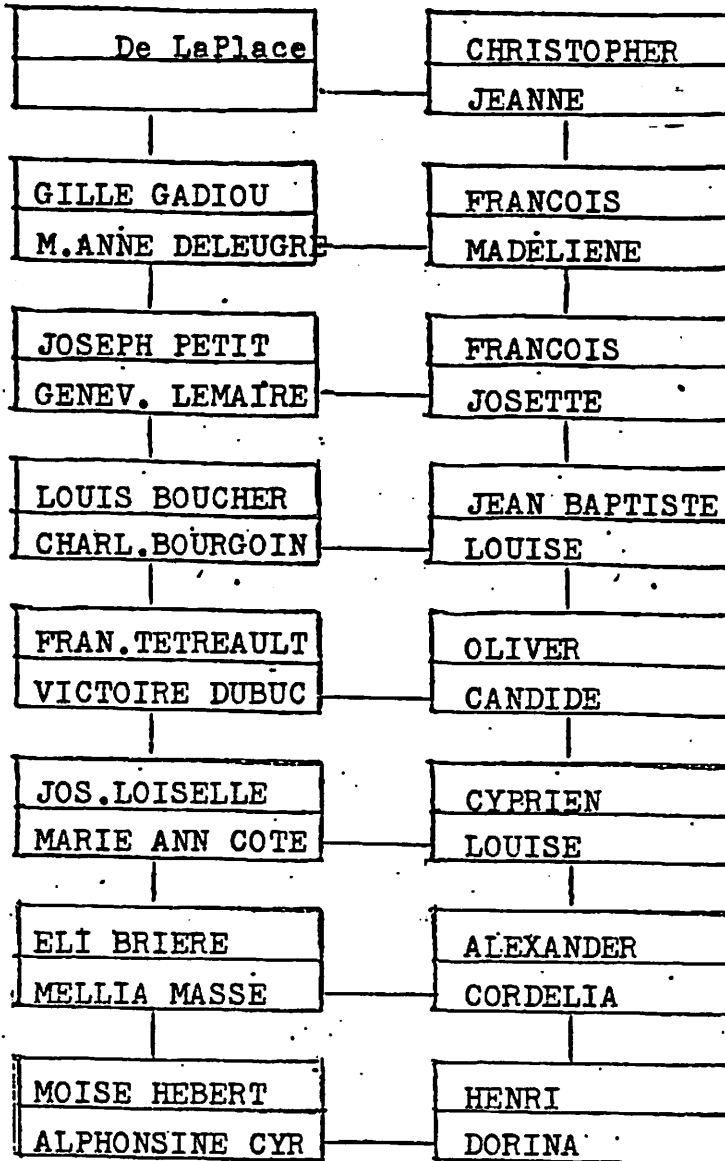 De LaPlace
CHRISTOPHER
JEANNE
GILLE GADIOU
M.ANNE DELEUGRE
FRANCOIS
MADELIENE
JOSEPH PETIT
GENEV. LEMAIRE
FRANCOIS
JOSETTE
LOUIS BOUCHER
CHARL.BOURGOIN
JEAN BAPTISTE
LOUISE
FRAN.TETREAULT
VICTOIRE DUBUC
OLIVER
CANDIDE
JOS.LOISELLE
MARIE ANN COTE
CYPRIEN
LOUISE
ELI BRIERE
MELLIA MASSE
ALEXANDER
CORDELIA
MOISE HEBERT
ALPHONSINE CYR
HENRI
DORINA